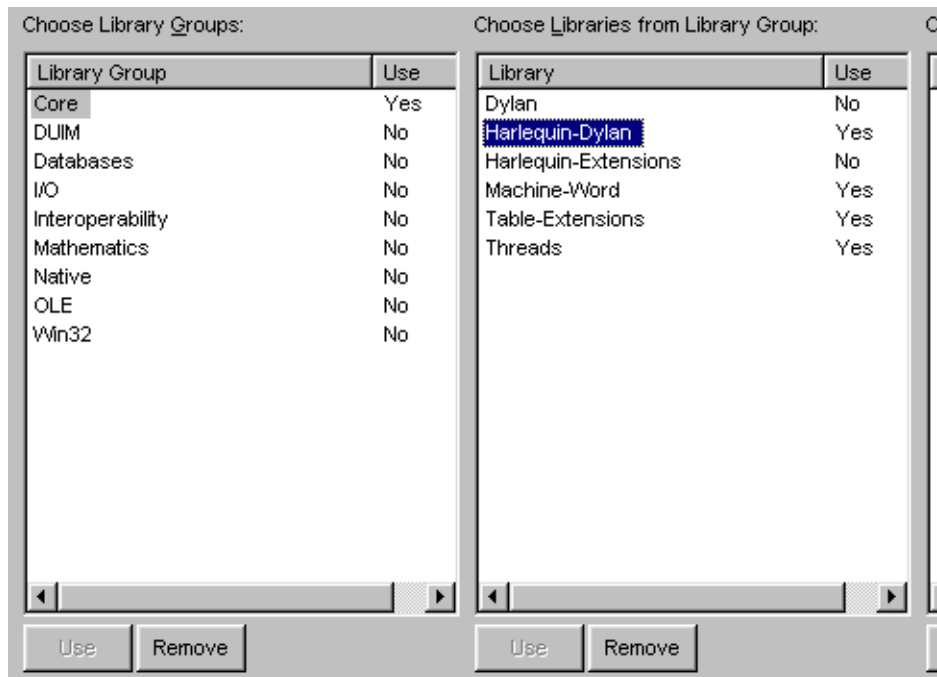 Choose Library Groups:
Library Group Use
Core Yes
DUIM No
Databases No
I/O No
Interoperability No
Mathematics No
Native No
OLE No
Win32 No
Use Remove
Choose Libraries from Library Group:
Library Use
Dylan No
Harlequin-Dylan Yes
Harlequin-Extensions No
Machine-Word Yes
Table-Extensions Yes
Threads Yes
Use Remove